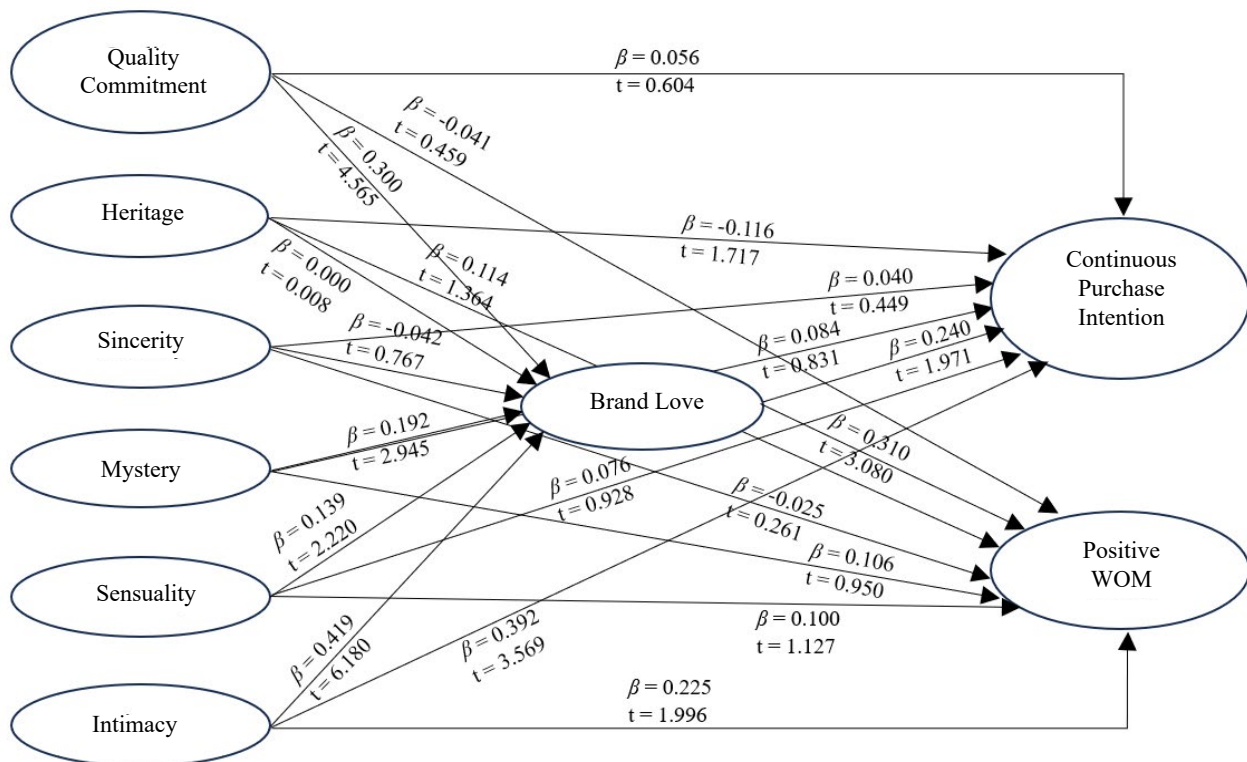 Quality
Commitment
β = 0.056
t = 0.604
β = -0.041
t = 0.459
β = 0.300
t = 4.565
Heritage
β = -0.116
t = 1.717
β = 0.000
t = 0.008
β = 0.114
t = 1.364
Continuous
Purchase
Intention
β = 0.040
t = 0.449
Sincerity
β = -0.042
t = 0.767
β = 0.084
t = 0.831
β = 0.240
t = 1.971
Brand Love
β = 0.192
t = 2.945
β = 0.310
t = 3.080
Mystery
β = 0.076
t = 0.928
β = -0.025
t = 0.261
β = 0.139
t = 2.220
β = 0.106
t = 0.950
Positive
WOM
Sensuality
β = 0.100
t = 1.127
β = 0.419
t = 6.180
β = 0.392
t = 3.569
Intimacy
β = 0.225
t = 1.996